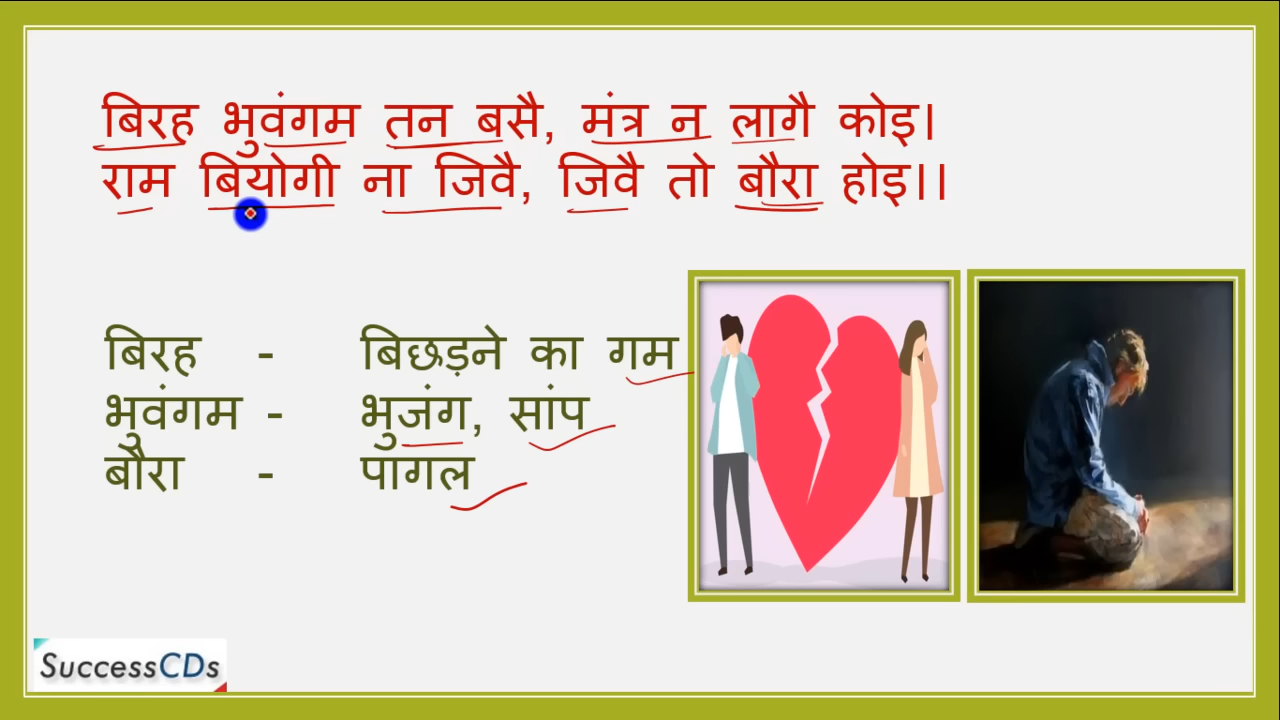 बिरह भुवंगम तन बसै, मंत्र न लागै कोइ।
राम बियोगी ना जिवै, जिवै तो बौरा होइ।।
बिरह - बिछड़ने का गम
भुवंगम - भुजंग, सांप
बौरा - पागल
SuccessCDs